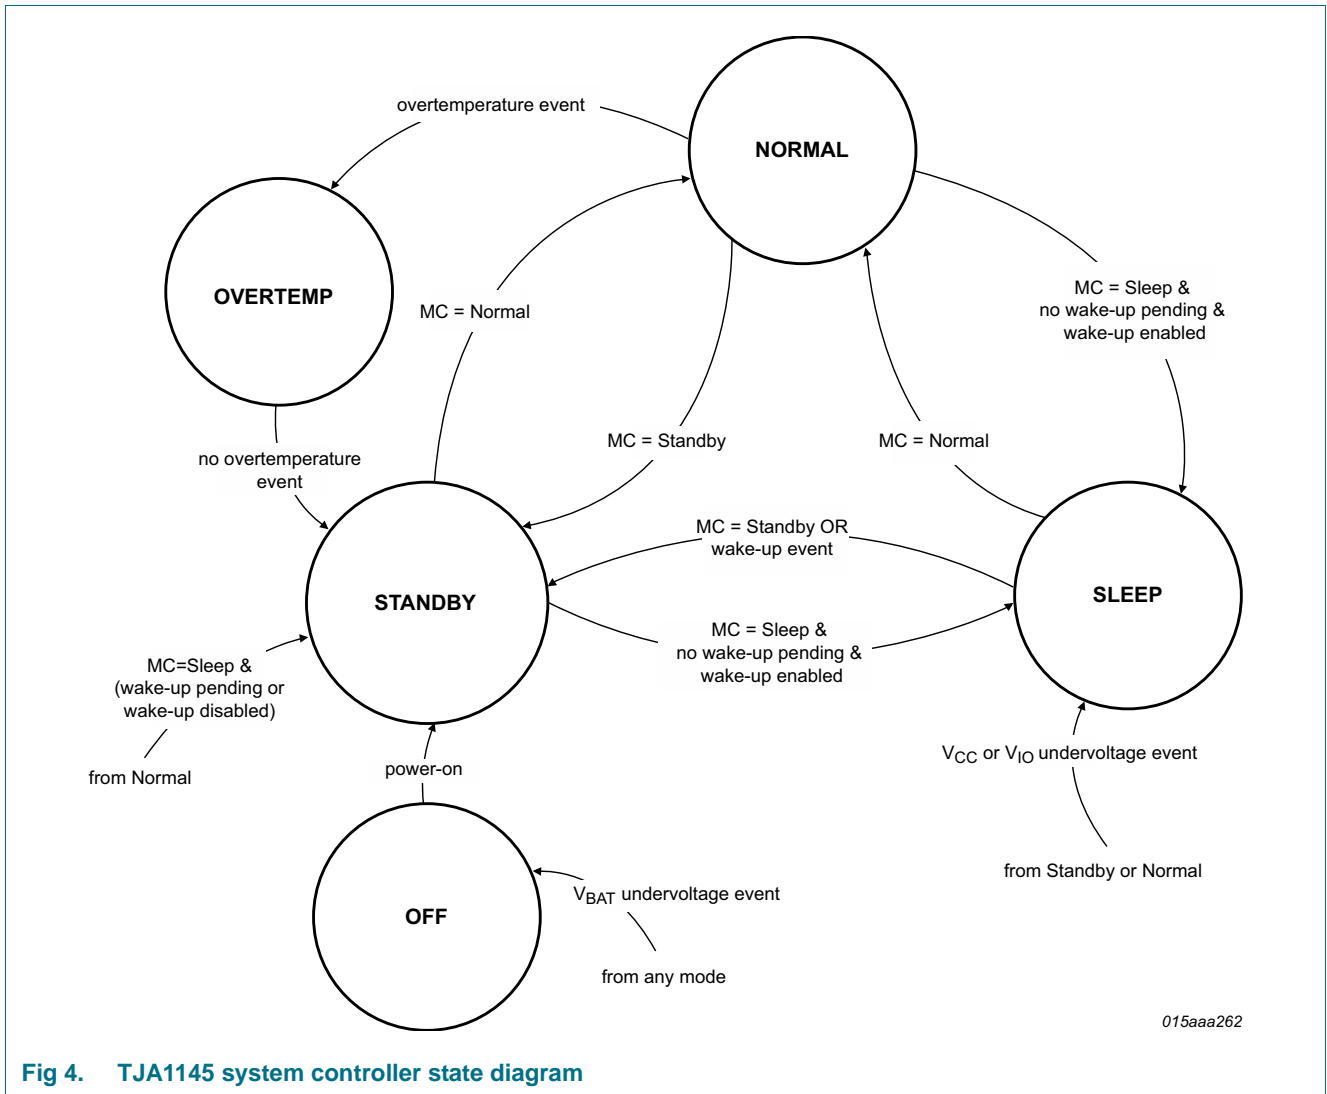 NORMAL
overtemperature event
OVERTEMP
MC = Sleep &
no wake-up pending &
wake-up enabled
MC = Normal
MC = Standby
MC = Normal
no overtemperature
event
MC = Standby OR
wake-up event
STANDBY
SLEEP
MC = Sleep &
no wake-up pending &
wake-up enabled
MC=Sleep &
(wake-up pending or
wake-up disabled)
from Normal
power-on
VCC or VIO undervoltage event
from Standby or Normal
OFF
VBAT undervoltage event
from any mode
015aaa262
Fig 4. TJA1145 system controller state diagram